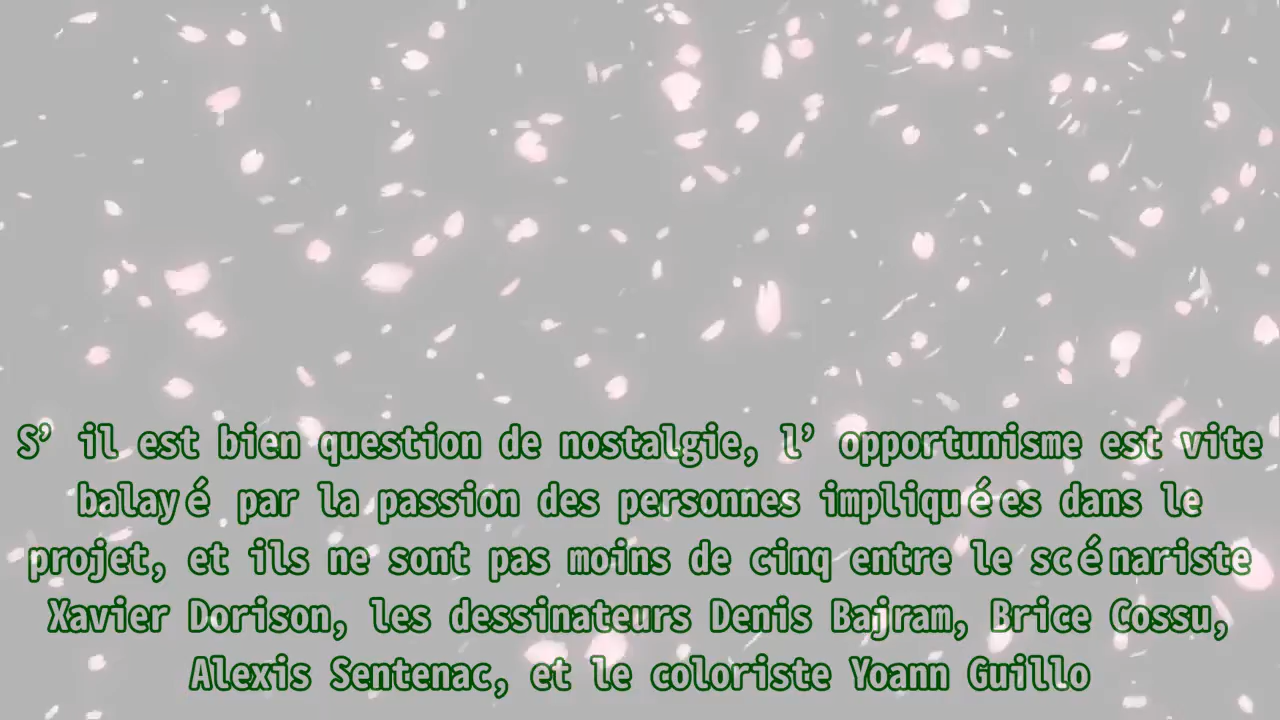 S’ il est bien question de nostalgie, l’ opportunisme est vite
balayé par la passion des personnes impliquées dans le
projet, et ils ne sont pas moins de cinq entre le scénariste
Xavier Dorison, les dessinateurs Denis Bajram, Brice Cossu,
Alexis Sentenac, et le coloriste Yoann Guillo